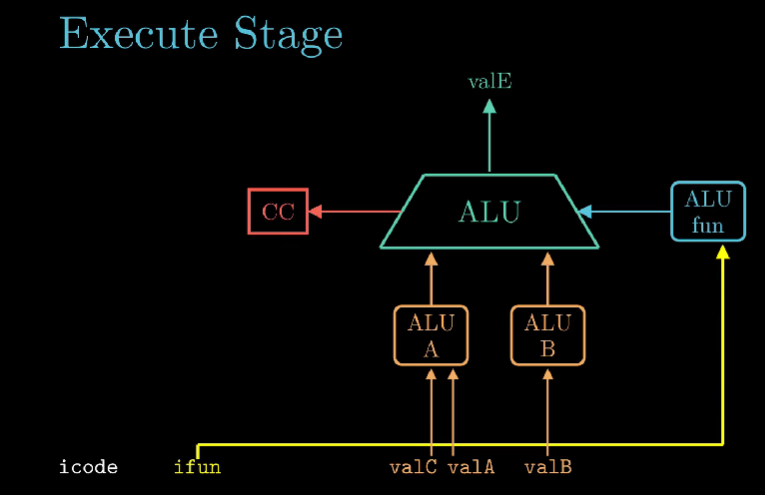 Execute Stage
valE
CC
ALU
ALU
fun
ALU
A
ALU
B
icode ifun valC valA valB